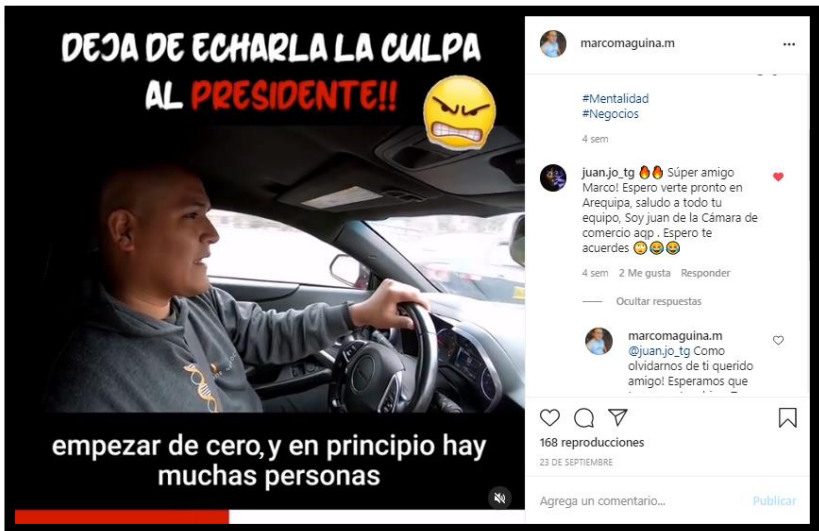 DEJA DE ECHARLA LA CULPA
AL PRESIDENTE!!
empezar de cero, y en principio hay
muchas personas
marcomaguina.m
#Mentalidad
#Negocios
4 sem
juan.jo_tg 🔥🔥 Súper amigo
Marco! Espero verte pronto en
Arequipa, saludo a todo tu
equipo, Soy juan de la Cámara de
comercio aqp . Espero te
acuerdes 🙄😂😂
4 sem 2 Me gusta Responder
Ocultar respuestas
marcomaguina.m
@juan.jo_tg Como
olvidarnos de ti querido
amigo! Esperamos que
168 reproducciones
23 DE SEPTIEMBRE
Agrega un comentario... Publicar